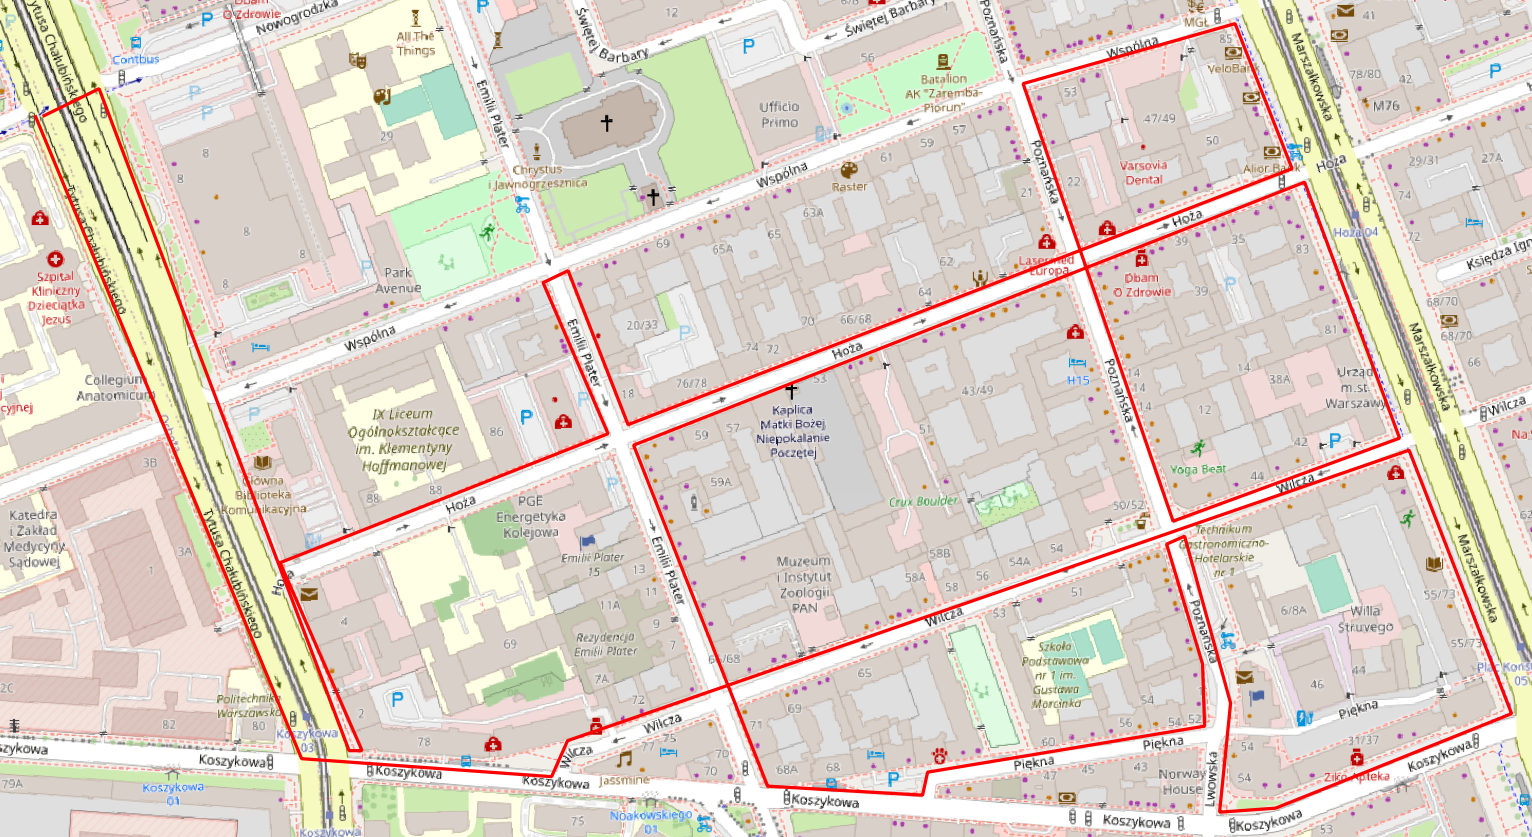 Tytusa Chałubińskiego
Dbam
O Zdrowie
Nowogrodzka
P
Contbus
All The
Things
Świętej Barbary
Świętej Barbary
12
41
MGŁ
56
Batalion
AK "Zaremba-
Piorun"
Ufficio
Primo
57
59
61
Raster
Emilii Plater
Chrystus
i Jawnogrzesznica
29
8
8
8
8
Poznańska
Wspólna
85
VeloBank
53
47/49
50
Varsovia
Dental
22
21
Alior Bank
Hoża
Marszałkowska
78/80
42
M76
29/31
27A
72
Hoża 04
Księdza
Szpital
Kliniczny
Dzieciątka
Jezus
Tytusa Chałubińskiego
Park
Avenue
Wspólna
Wspólna
69
65A
63A
62
64
66/68
70
72
74
76/78
20/33
18
Poznańska
Hoża
Lasermed
Europa
Dbam
O Zdrowie
39
35
83
81
68/70
68/70
66
Collegium
Anatomicum
Emilii Plater
Hoża
53
Kaplica
Matki Bożej
Niepokalanie
Poczętej
57
59
59A
51
43/49
H15
Poznańska
14
14
12
38A
Urząd
m.st.
Warszawy
Marszałkowska
Wilcza
IX Liceum
Ogólnokształcące
im. Klementyny
Hoffmanowej
86
88
88
Główna
Biblioteka
Komunikacyjna
3B
3A
Katedra
i Zakład
Medycyny
Sądowej
1
Hoża
PGE
Energetyka
Kolejowa
Emilii Plater
15
13
11A
11
9
7
7A
Rezydencja
Emilii Plater
69
4
2
Hoża
Tytusa Chałubińskiego
Emilii Plater
Muzeum
i Instytut
Zoologii
PAN
Crux Boulder
Yoga Beat
42
44
50/52
54
54A
56
58
58A
58B
Wilcza
Technikum
Gastronomiczno-
Hotelarskie
nr 1
51
53
Wilcza
65
66/68
Szkoła
Podstawowa
nr 1 im.
Gustawa
Morcinka
Poznańska
6/8A
Willa
Struvego
55/73
55/73
Marszałkowska
46
44
Plac Kons
Piękna
31/37
Politechnika
Warszawska
80
82
2C
Koszykowa
03
Koszykowa
78
72
Wilcza
Wilcza
77
75
70
Jassmine
69
71
68A
68
60
56
54
54
52
Piękna
Piękna
45
43
Norway
House
Lwowska
54
Ziko Apteka
Koszykowa
Koszykowa
Koszykowa
Koszykowa
Koszykowa
Koszykowa
Koszykowa
79A
Koszykowa
01
Noakowskiego
01
75
53
Koszykowa